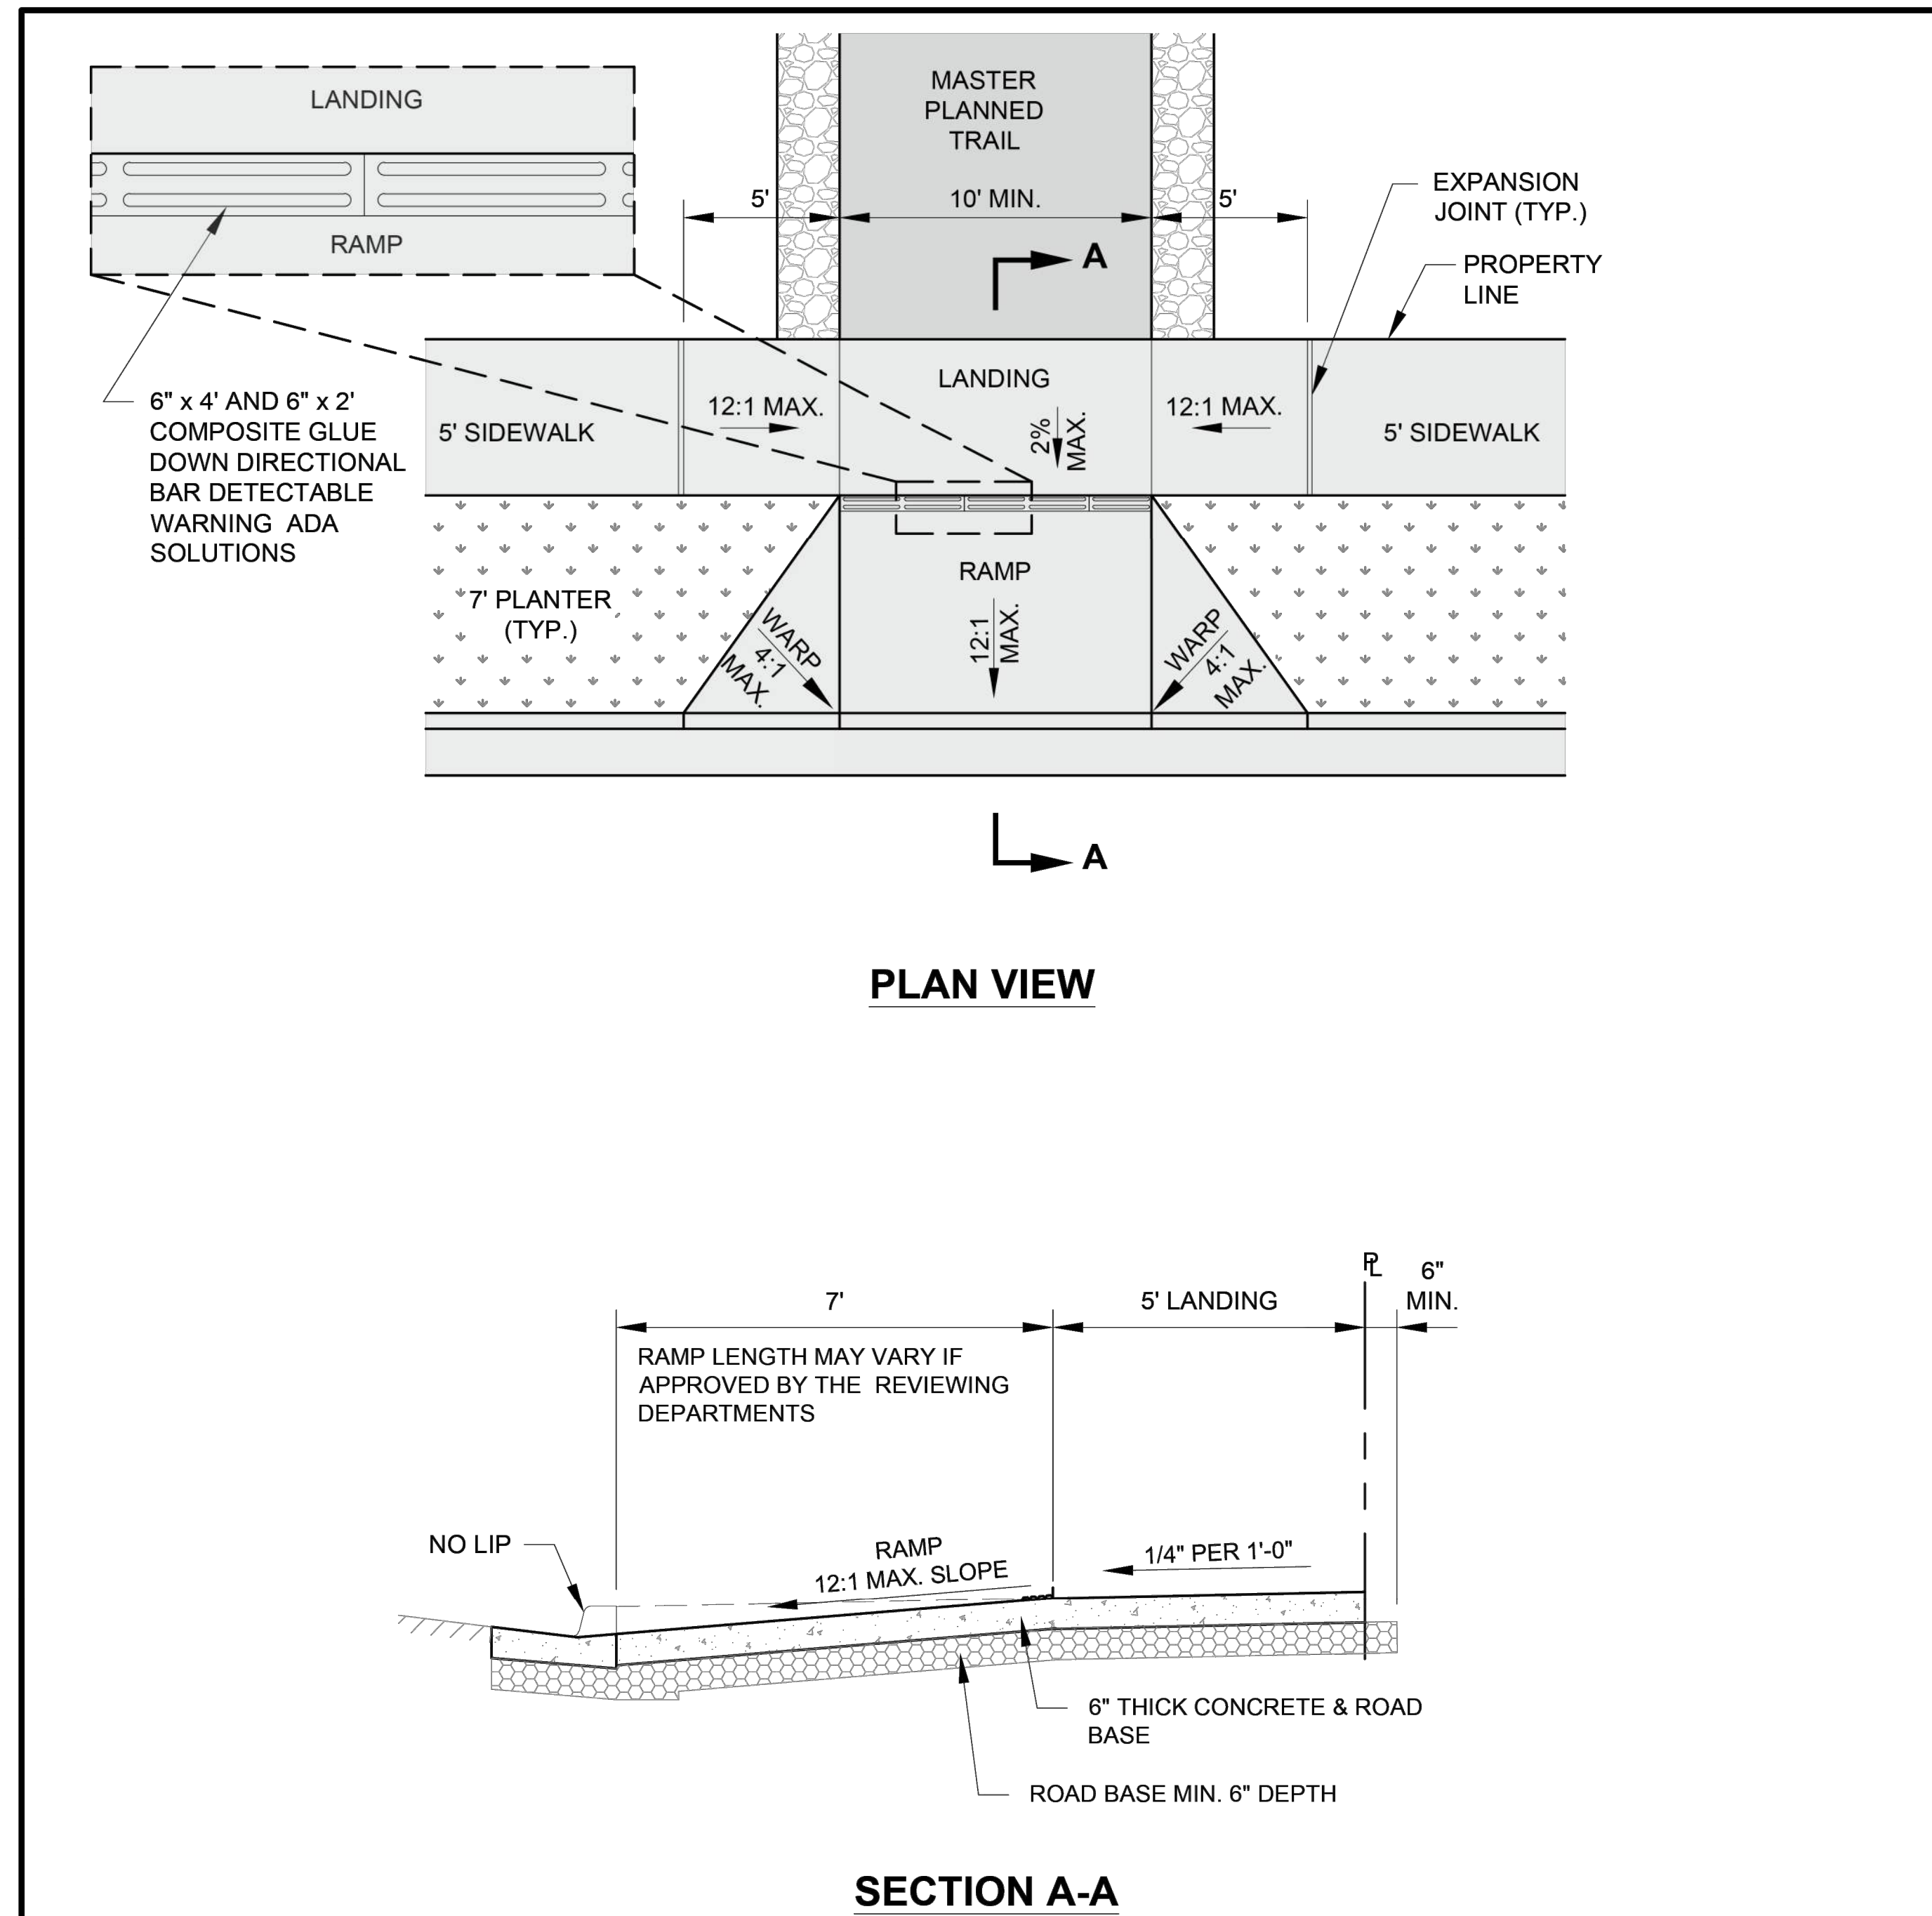 LANDING
RAMP
6" x 4' AND 6" x 2'
COMPOSITE GLUE
DOWN DIRECTIONAL
BAR DETECTABLE
WARNING ADA
SOLUTIONS
MASTER
PLANNED
TRAIL
5'
10' MIN.
5'
A
EXPANSION
JOINT (TYP.)
PROPERTY
LINE
LANDING
12:1 MAX.
12:1 MAX.
5' SIDEWALK
2%
MAX.
5' SIDEWALK
7' PLANTER
(TYP.)
RAMP
WARP
4:1
MAX.
12:1
MAX.
WARP
4:1
MAX.
A
PLAN VIEW
PL
6"
MIN.
7'
5' LANDING
RAMP LENGTH MAY VARY IF
APPROVED BY THE REVIEWING
DEPARTMENTS
NO LIP
RAMP
12:1 MAX. SLOPE
1/4" PER 1'-0"
6" THICK CONCRETE & ROAD
BASE
ROAD BASE MIN. 6" DEPTH
SECTION A-A